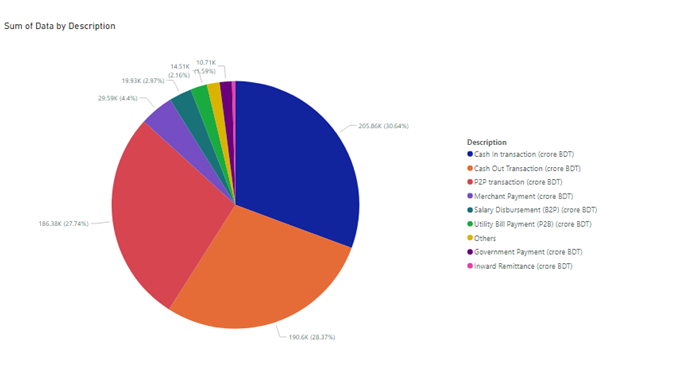 Sum of Data by Description
14.51K
(2.16%)
10.71K
(1.59%)
19.93K (2.97%)
29.59K (4.4%)
205.86K (30.64%)
186.38K (27.74%)
190.6K (28.37%)
Description
Cash In transaction (crore BDT)
Cash Out Transaction (crore BDT)
P2P transaction (crore BDT)
Merchant Payment (crore BDT)
Salary Disbursement (B2P) (crore BDT)
Utility Bill Payment (P2B) (crore BDT)
Others
Government Payment (crore BDT)
Inward Remittance (crore BDT)